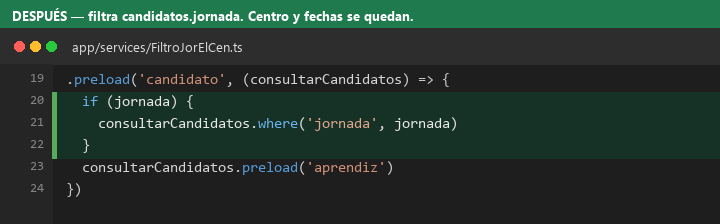 DESPUÉS — filtra candidatos.jornada. Centro y fechas se quedan.
app/services/FiltroJorElCen.ts
19 .preload('candidato', (consultarCandidatos) => {
20 if (jornada) {
21 consultarCandidatos.where('jornada', jornada)
22 }
23 consultarCandidatos.preload('aprendiz')
24 })